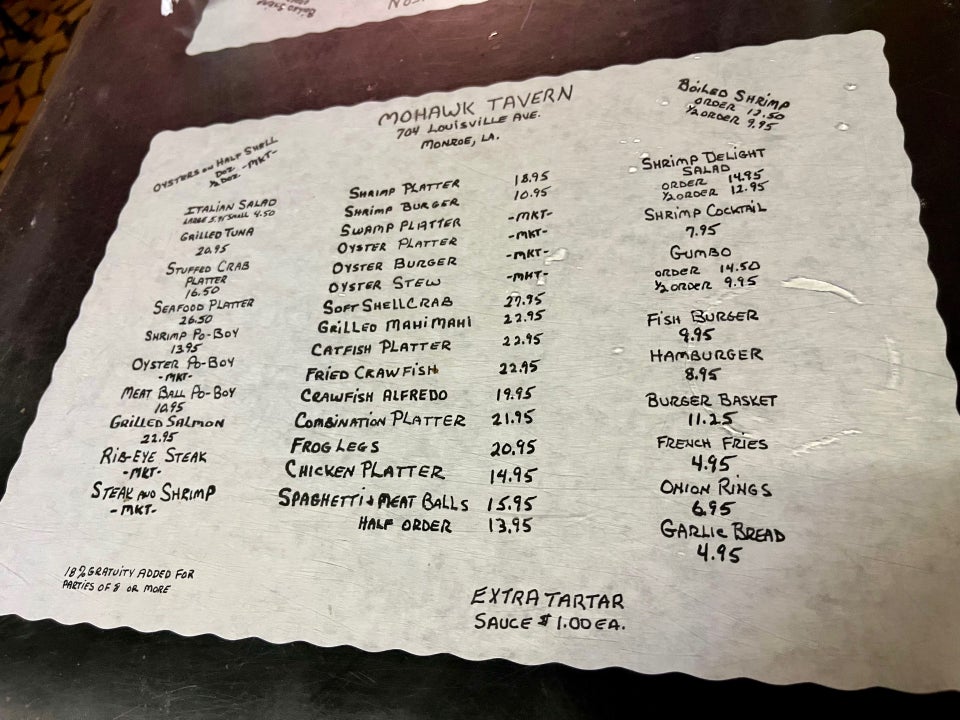 MOHAWK TAVERN
704 LOUISVILLE AVE.
MONROE, LA.
OYSTERS ON HALF SHELL
DOZ -MKT-
½ DOZ -MKT-
ITALIAN SALAD
LARGE 5.95 SMALL 4.50
GRILLED TUNA
20.95
STUFFED CRAB
PLATTER
16.50
SEAFOOD PLATTER
26.50
SHRIMP PO-BOY
13.95
OYSTER PO-BOY
-MKT-
MEAT BALL PO-BOY
10.95
GRILLED SALMON
22.95
RIB-EYE STEAK
-MKT-
STEAK AND SHRIMP
-MKT-
18% GRATUITY ADDED FOR
PARTIES OF 8 OR MORE
SHRIMP PLATTER 18.95
SHRIMP BURGER 10.95
SWAMP PLATTER -MKT-
OYSTER PLATTER -MKT-
OYSTER BURGER -MKT-
OYSTER STEW -MKT-
SOFT SHELL CRAB 27.95
GRILLED MAHI MAHI 22.95
CATFISH PLATTER 22.95
FRIED CRAWFISH 22.95
CRAWFISH ALFREDO 19.95
COMBINATION PLATTER 21.95
FROG LEGS 20.95
CHICKEN PLATTER 14.95
SPAGHETTI & MEAT BALLS 15.95
HALF ORDER 13.95
EXTRA TARTAR
SAUCE $1.00 EA.
BOILED SHRIMP
ORDER 17.50
½ ORDER 9.95
SHRIMP DELIGHT
SALAD
ORDER 14.95
½ ORDER 12.95
SHRIMP COCKTAIL
7.95
GUMBO
ORDER 14.50
½ ORDER 9.95
FISH BURGER
9.95
HAMBURGER
8.95
BURGER BASKET
11.25
FRENCH FRIES
4.95
ONION RINGS
6.95
GARLIC BREAD
4.95